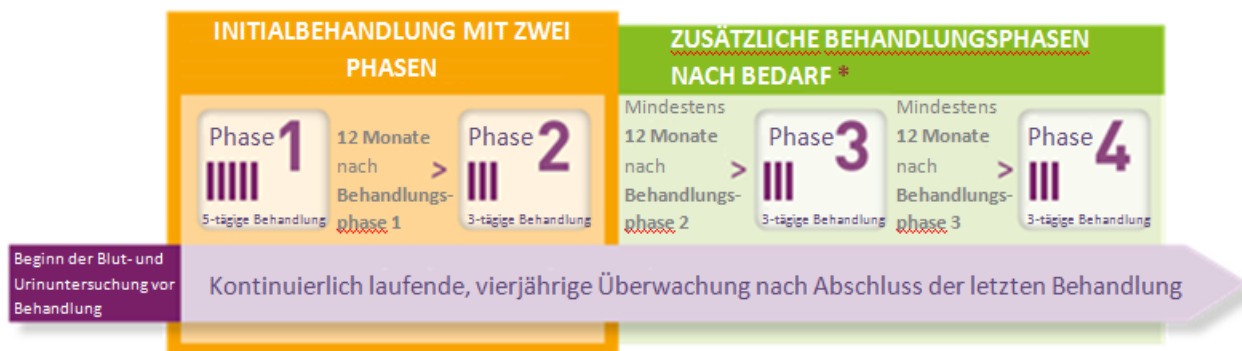 INITIALBEHANDLUNG MIT ZWEI
PHASEN
ZUSÄTZLICHE BEHANDLUNGSPHASEN
NACH BEDARF *
Phase 1
5-tägige Behandlung
12 Monate
nach
Behandlungs-
phase 1
>
Phase 2
3-tägige Behandlung
Mindestens
12 Monate
nach
Behandlungs-
phase 2
>
Phase 3
3-tägige Behandlung
Mindestens
12 Monate
nach
Behandlungs-
phase 3
>
Phase 4
3-tägige Behandlung
Beginn der Blut- und
Urinuntersuchung vor
Behandlung
Kontinuierlich laufende, vierjährige Überwachung nach Abschluss der letzten Behandlung